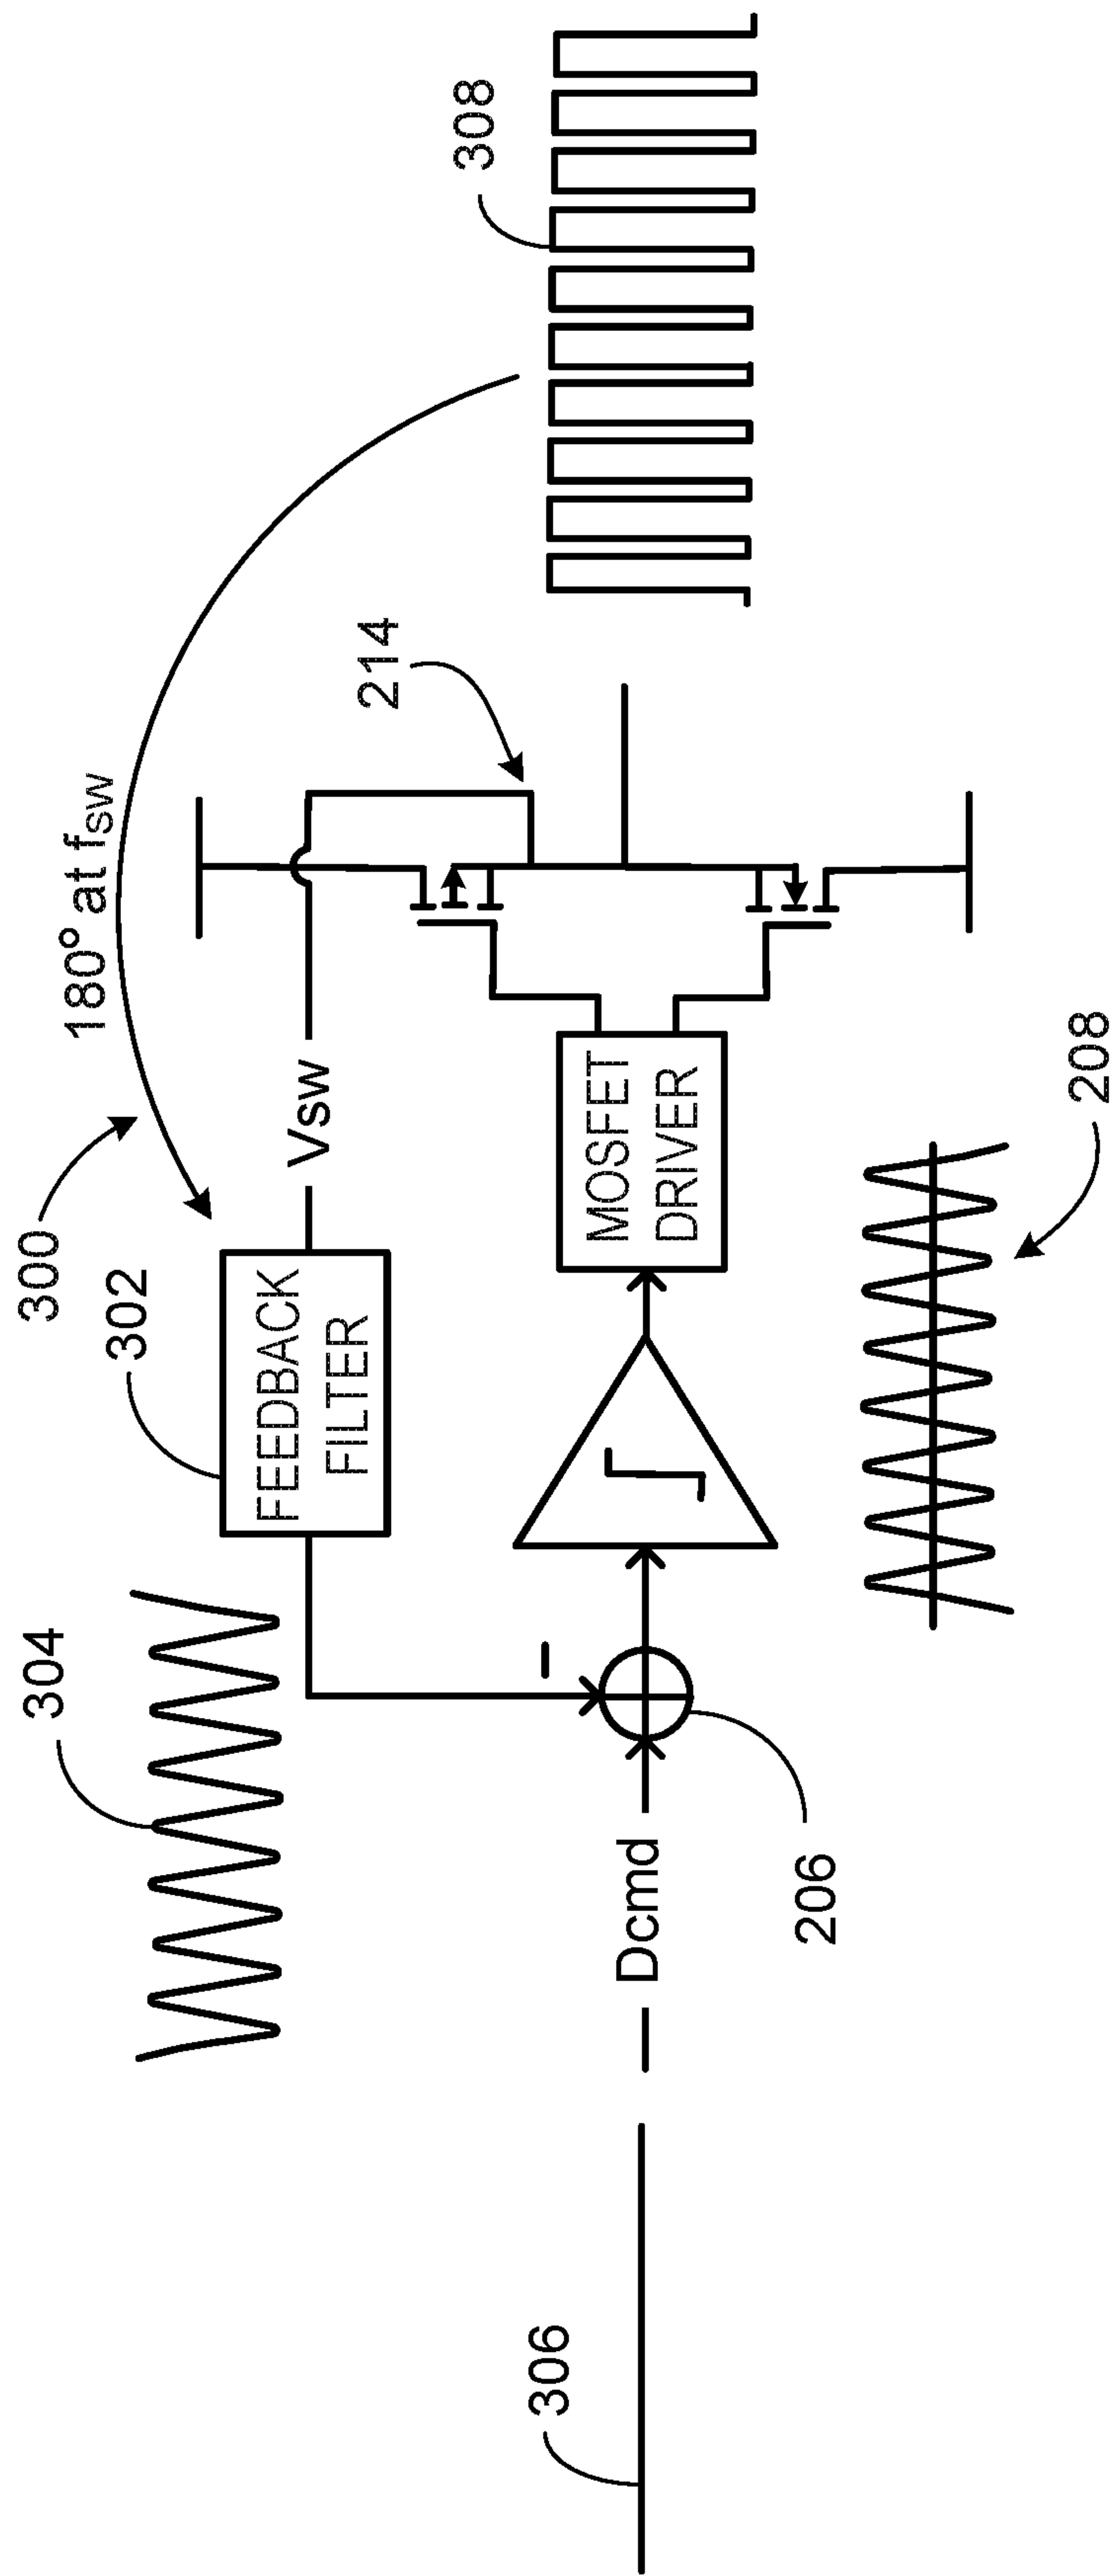 300
180° at fsw
304
302
FEEDBACK
FILTER
Vsw
214
308
306
Dcmd
206
MOSFET
DRIVER
208
–